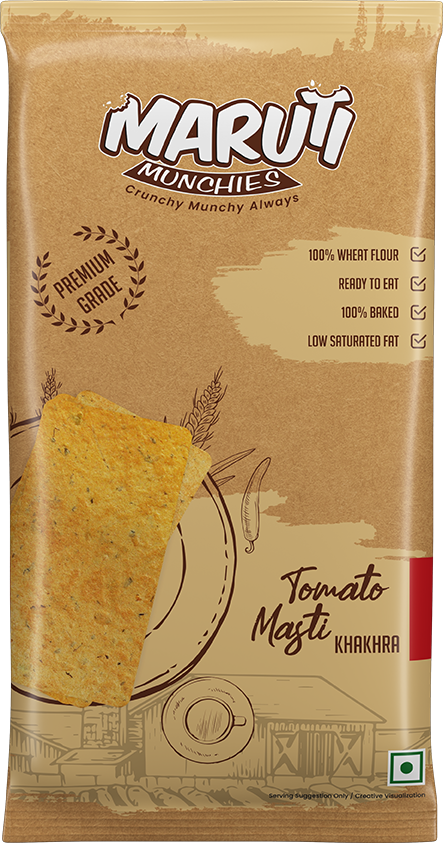 MARUTI
MUNCHIES
Crunchy Munchy Always
PREMIUM
GRADE
100% WHEAT FLOUR
READY TO EAT
100% BAKED
LOW SATURATED FAT
Tomato
Masti
KHAKHRA
Serving Suggestion Only / Creative Visualization